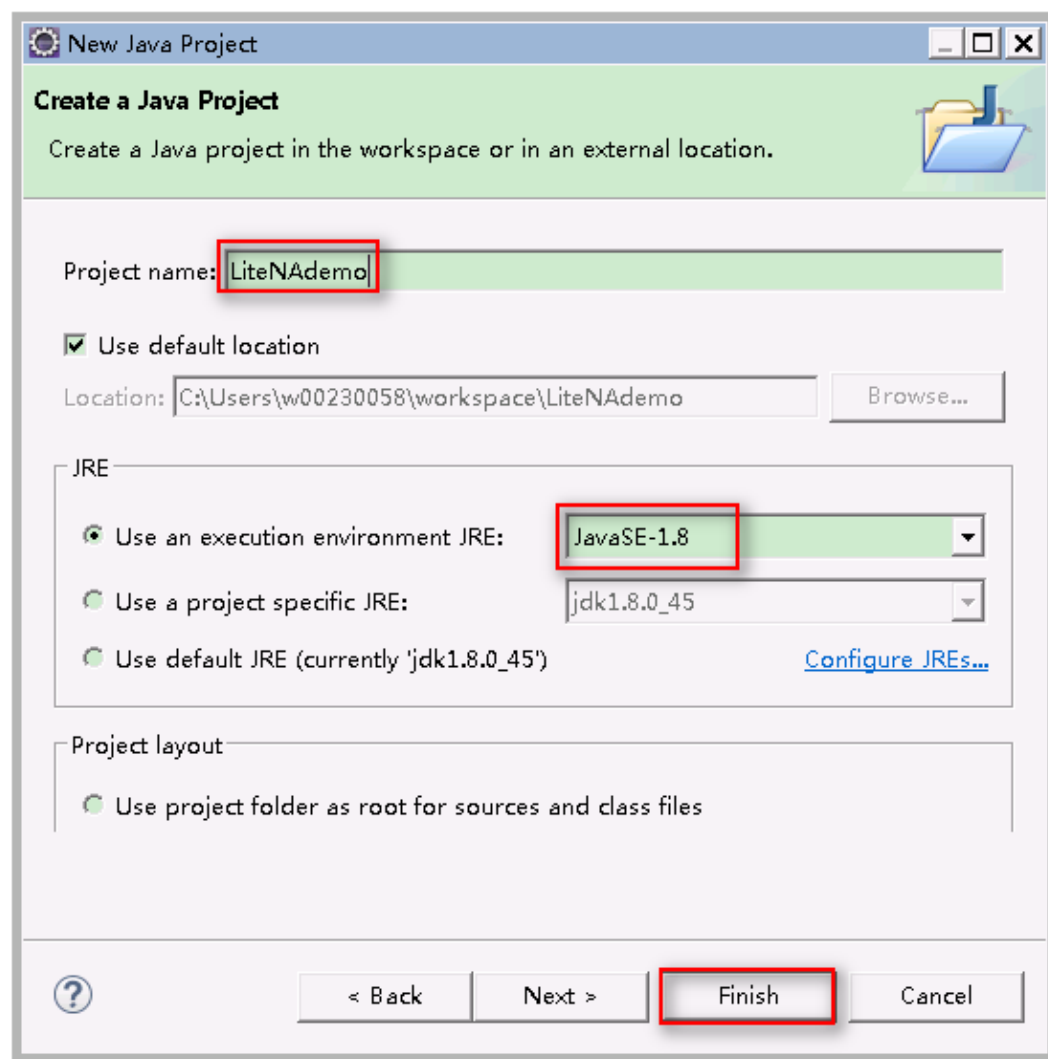 New Java Project
Create a Java Project
Create a Java project in the workspace or in an external location.
Project name: LiteNAdemo
Use default location
Location: C:\Users\w00230058\workspace\LiteNAdemo Browse...
JRE
Use an execution environment JRE: JavaSE-1.8
Use a project specific JRE: jdk1.8.0_45
Use default JRE (currently 'jdk1.8.0_45') Configure JREs...
Project layout
Use project folder as root for sources and class files
? < Back Next > Finish Cancel